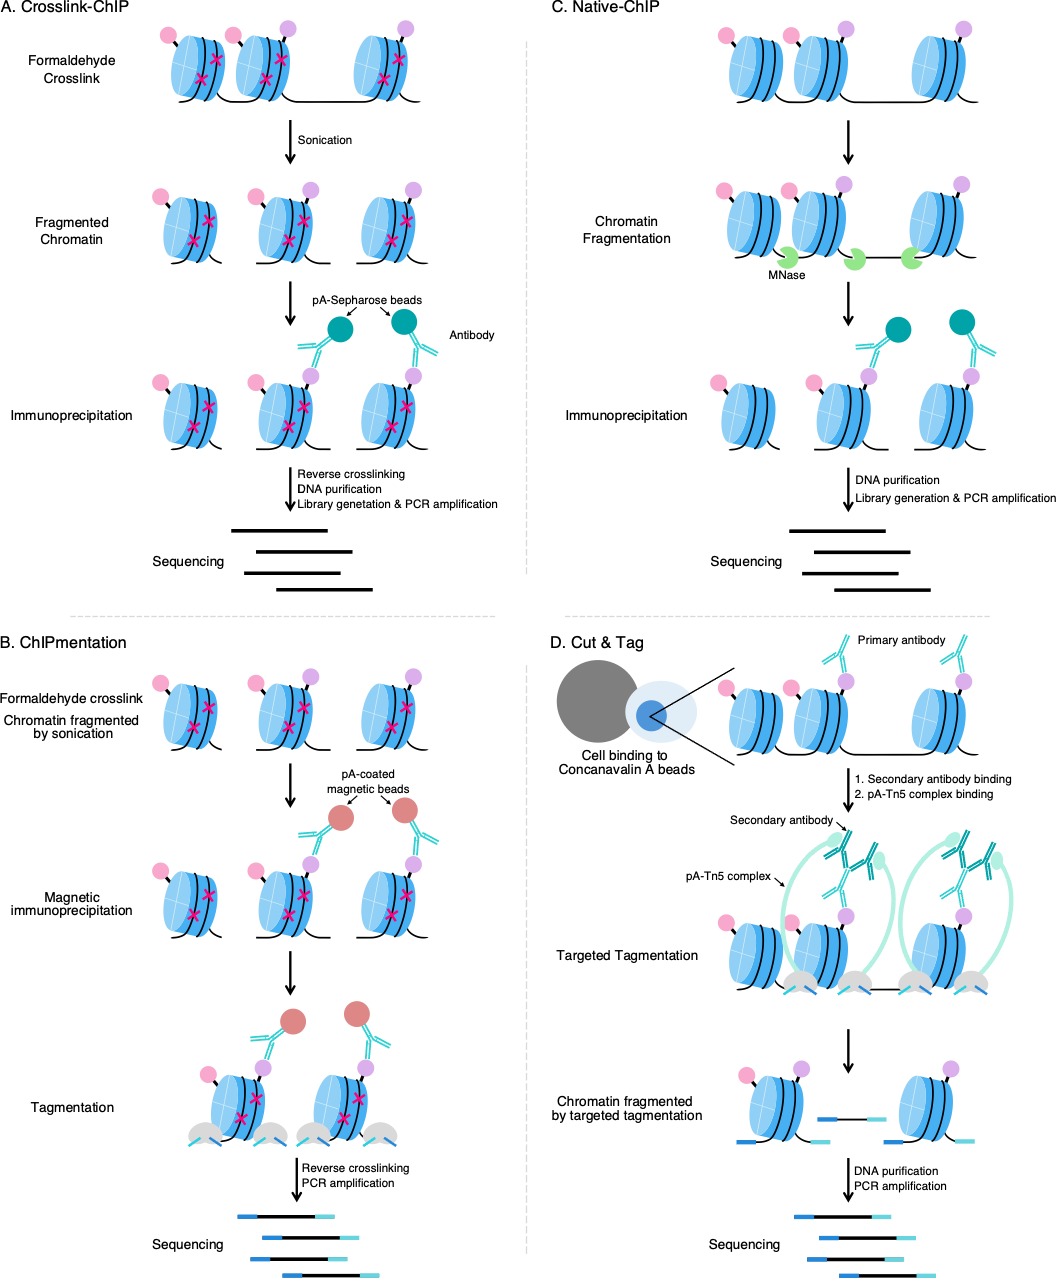 A. Crosslink-ChIP
Formaldehyde
Crosslink
Sonication
Fragmented
Chromatin
pA-Sepharose beads
Antibody
Immunoprecipitation
Reverse crosslinking
DNA purification
Library genetation & PCR amplification
Sequencing
C. Native-ChIP
Chromatin
Fragmentation
MNase
Immunoprecipitation
DNA purification
Library generation & PCR amplification
Sequencing
B. ChIPmentation
Formaldehyde crosslink
Chromatin fragmented
by sonication
pA-coated
magnetic beads
Magnetic
immunoprecipitation
Tagmentation
Reverse crosslinking
PCR amplification
Sequencing
D. Cut & Tag
Primary antibody
Cell binding to
Concanavalin A beads
1. Secondary antibody binding
2. pA-Tn5 complex binding
Secondary antibody
pA-Tn5 complex
Targeted Tagmentation
Chromatin fragmented
by targeted tagmentation
DNA purification
PCR amplification
Sequencing